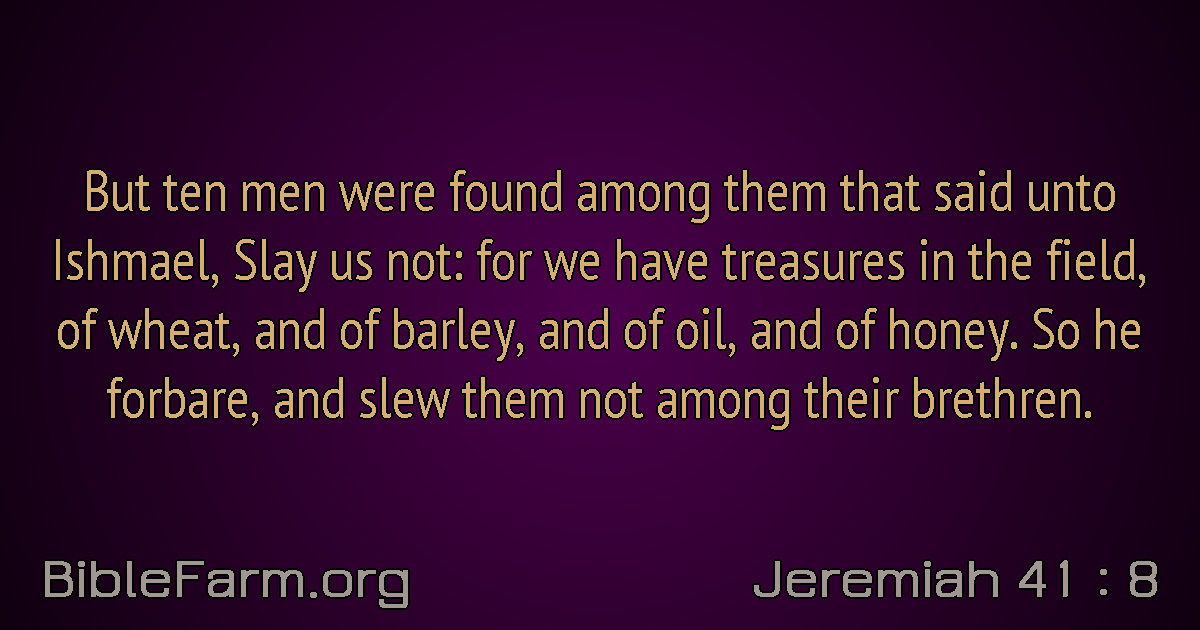 But ten men were found among them that said unto
Ishmael, Slay us not: for we have treasures in the field,
of wheat, and of barley, and of oil, and of honey. So he
forbare, and slew them not among their brethren.
BibleFarm.org
Jeremiah 41 : 8